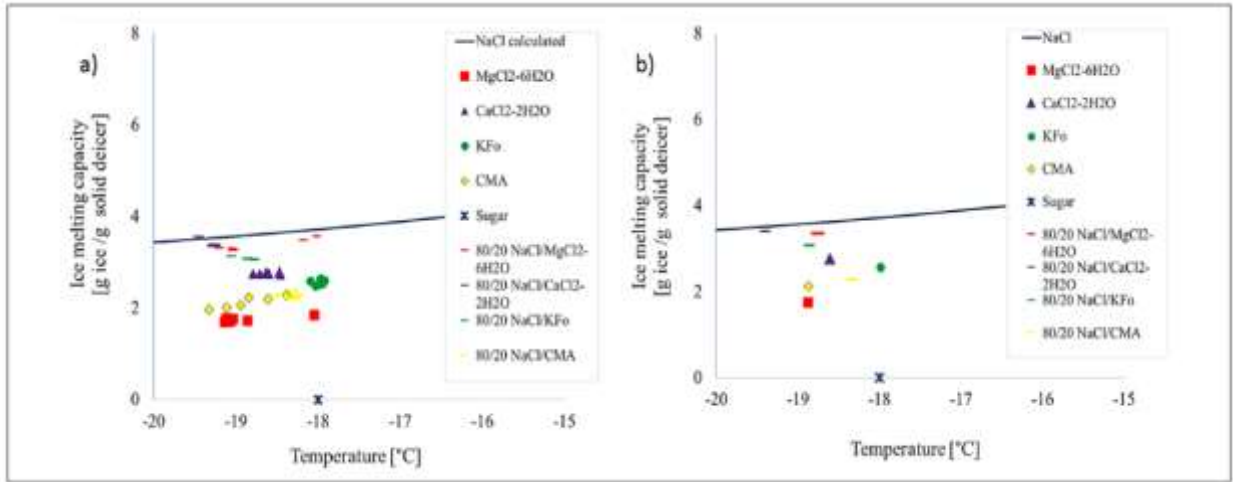 a)
8
6
4
2
0
Ice melting capacity
[g ice /g solid deicer]
-20
-19
-18
-17
-16
-15
Temperature [°C]
NaCl calculated
MgCl2-6H2O
CaCl2-2H2O
KFo
CMA
Sugar
80/20 NaCl/MgCl2-
6H2O
80/20 NaCl/CaCl2-
2H2O
80/20 NaCl/KFo
80/20 NaCl/CMA
b)
8
6
4
2
0
Ice melting capacity
[g ice /g solid deicer]
-20
-19
-18
-17
-16
-15
Temperature [°C]
NaCl
MgCl2-6H2O
CaCl2-2H2O
KFo
CMA
Sugar
80/20 NaCl/MgCl2-
6H2O
80/20 NaCl/CaCl2-
2H2O
80/20 NaCl/KFo
80/20 NaCl/CMA